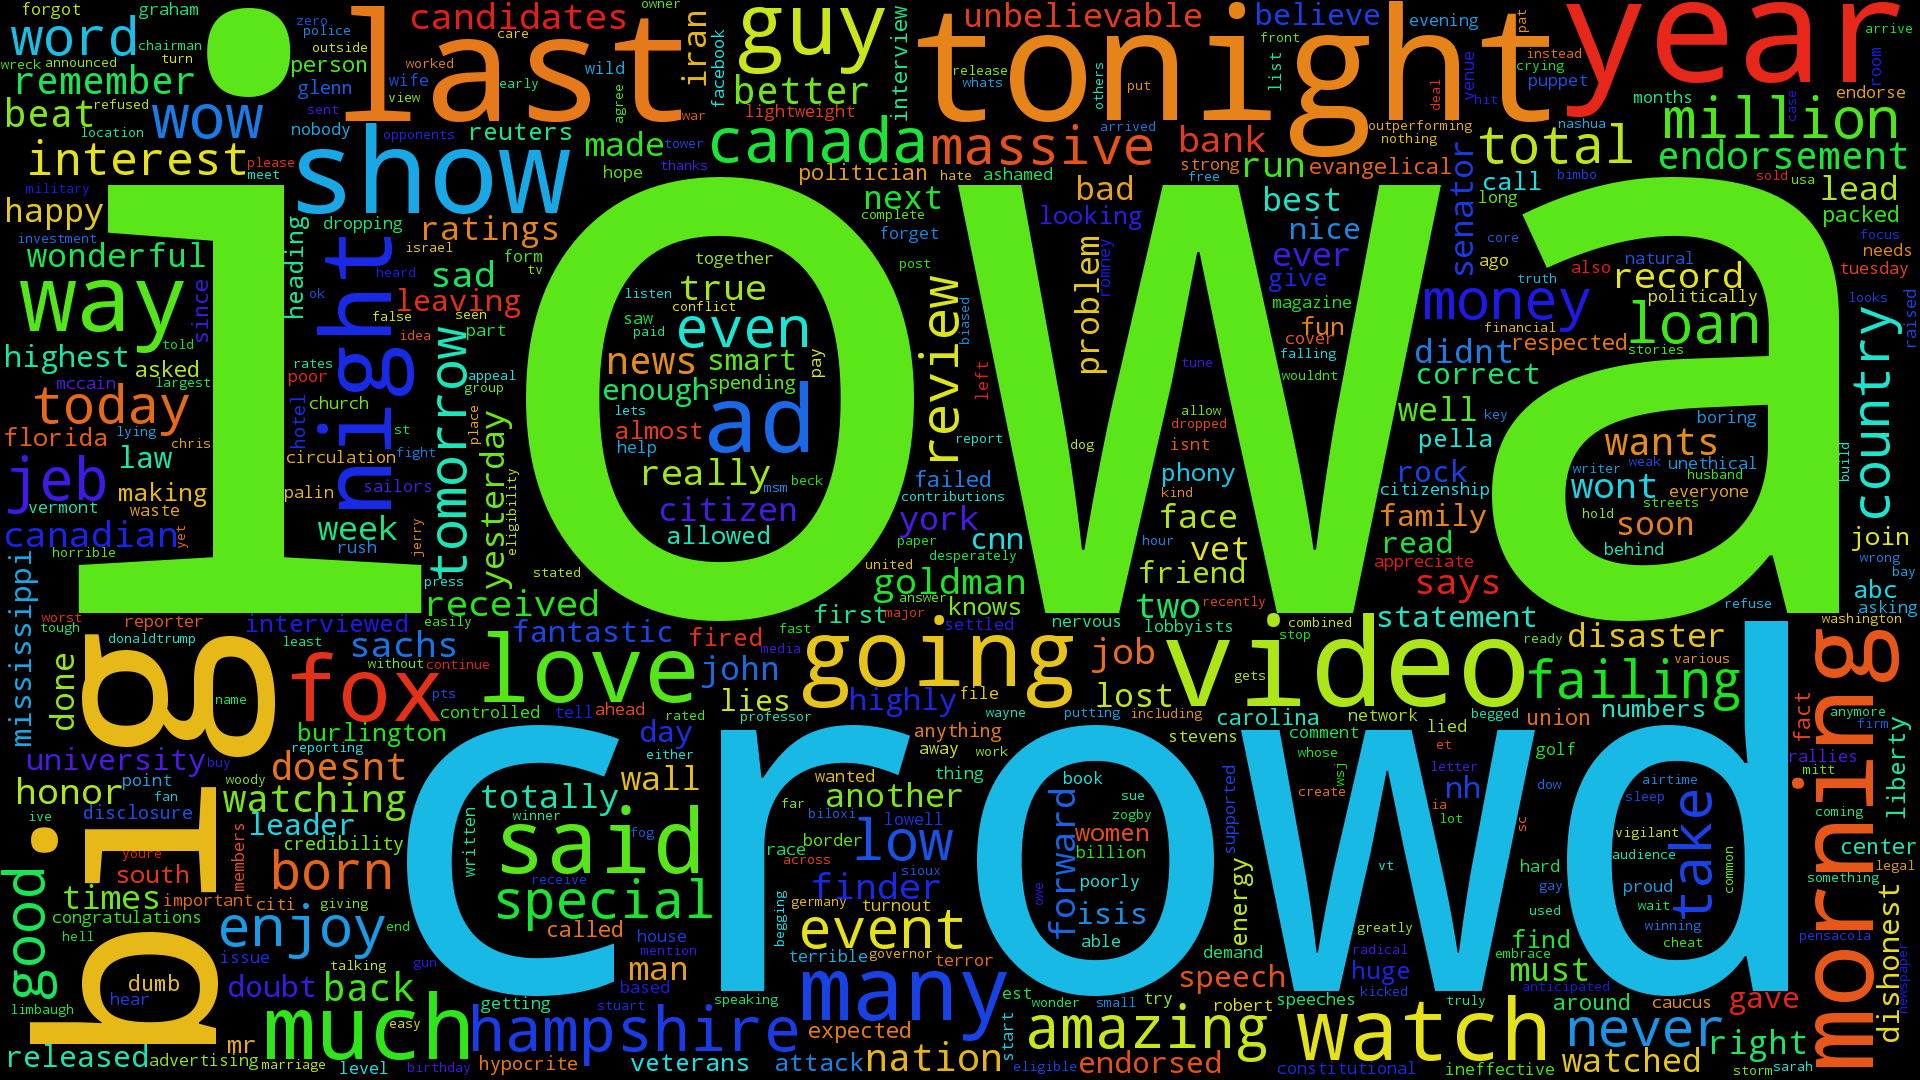 iowa
crowd
tonight
last
year
big
morning
video
going
love
fox
show
night
way
guy
canada
massive
million
total
endorsement
endorse
candidates
unbelievable
believe
evening
iran
interview
facebook
better
lightweight
word
remember
beat
wow
interest
happy
wonderful
highest
today
florida
jeb
law
making
canadian
mississippi
done
university
honor
good
times
congratulations
released
forgot
graham
chairman
wreck
announced
turn
refused
location
please
meet
military
investment
person
glenn
nobody
opponents
reuters
zero
police
outside
worked
wife
view
care
owner
early
wild
sent
agree
war
tower
thanks
made
hope
release
whats
others
put
list
front
venue
pat
instead
crying
puppet
hit
deal
outperforming
nothing
nashua
case
months
room
arrive
bank
strong
free
run
evangelical
politician
hate
ashamed
arrived
bad
looking
next
complete
forget
best
nice
ever
give
senator
call
long
bimbo
sold
usa
lead
packed
focus
needs
tuesday
looks
raised
core
ago
truth
natural
also
record
politically
money
loan
financial
respected
stories
didnt
correct
country
ratings
dropping
heading
israel
form
tv
sad
heard
ok
leaving
false
idea
seen
part
since
told
asked
mccain
largest
rates
poor
church
appeal
group
tomorrow
yesterday
place
eligibility
hotel
lying
chris
st
circulation
fight
palin
sailors
vermont
waste
week
rush
jerry
yet
horrible
press
received
stated
together
true
listen
conflict
saw
paid
even
news
smart
pay
enough
spending
ad
lets
almost
help
really
msm
beck
citizen
allowed
post
review
biased
left
report
problem
romney
magazine
fun
cover
falling
tune
wouldnt
allow
dropped
isnt
dog
phony
kind
failed
contributions
york
cnn
paper
desperately
united
goldman
answer
knows
major
settled
first
face
vet
hour
friend
two
recently
nervous
lobbyists
well
key
pella
rock
citizenship
family
read
appreciate
says
statement
boring
wants
writer
weak
unethical
husband
wont
everyone
streets
hold
soon
behind
refuse
build
join
wrong
bay
abc
asking
washington
worst
tough
reporter
donaldtrump
interviewed
easily
least
sachs
without
continue
name
fantastic
fired
fast
media
john
lies
highly
file
controlled
pts
tell
ahead
rated
professor
wayne
putting
including
job
lost
combined
stop
gets
ready
disaster
various
failing
numbers
carolina
network
lied
begged
union
comment
stevens
fact
anymore
firm
rallies
mitt
coming
liberty
burlington
reporting
buy
point
woody
fan
disclosure
ive
doesnt
watching
leader
credibility
born
youre
south
members
important
citi
giving
enjoy
end
hell
issue
talking
dumb
hear
doubt
back
limbaugh
much
easy
mr
advertising
marriage
level
birthday
day
either
anything
away
work
thing
wall
totally
winner
written
said
fog
special
receive
called
house
mention
man
based
gun
getting
stuart
hampshire
hypocrite
veterans
wanted
another
far
biloxi
border
lowell
race
across
low
sioux
finder
germany
turnout
begging
event
terrible
governor
terror
speaking
many
expected
attack
nation
est
start
eligible
book
sue
zogby
forward
women
billion
poorly
owe
isis
able
wonder
small
try
amazing
endorsed
supported
energy
demand
speech
robert
speeches
whose
wsj
create
et
letter
nh
ia
lot
vt
greatly
radical
huge
kicked
truly
watch
constitutional
golf
dow
sc
hard
gay
used
find
embrace
must
anticipated
around
never
ineffective
watched
airtime
sleep
take
vigilant
audience
common
proud
wait
winning
cheat
caucus
gave
right
storm
sarah
center
legal
something
pensacola
newspaper
dishonest